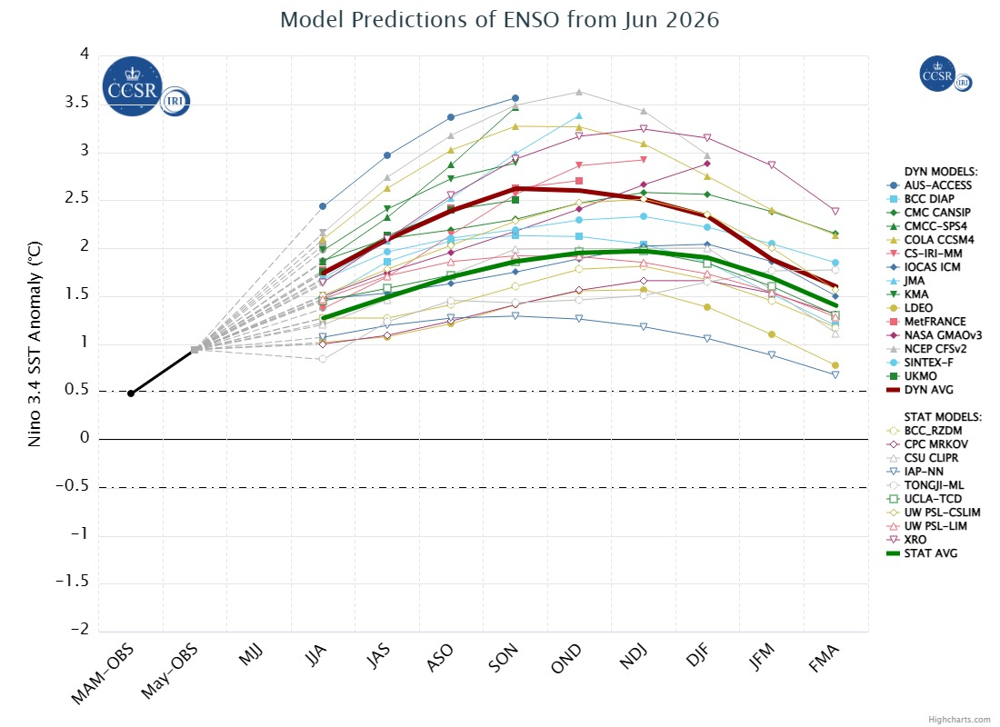 Model Predictions of ENSO from Jun 2026
CCSR
IRI
CCSR
IRI
Nino 3.4 SST Anomaly (°C)
4
3.5
3
2.5
2
1.5
1
0.5
0
−0.5
−1
−1.5
−2
MAM-OBS
May-OBS
MJJ
JJA
JAS
ASO
SON
OND
NDJ
DJF
JFM
FMA
DYN MODELS:
AUS-ACCESS
BCC DIAP
CMC CANSIP
CMCC-SPS4
COLA CCSM4
CS-IRI-MM
IOCAS ICM
JMA
KMA
LDEO
MetFRANCE
NASA GMAOv3
NCEP CFSv2
SINTEX-F
UKMO
DYN AVG
STAT MODELS:
BCC_RZDM
CPC MRKOV
CSU CLIPR
IAP-NN
TONGJI-ML
UCLA-TCD
UW PSL-CSLIM
UW PSL-LIM
XRO
STAT AVG
Highcharts.com